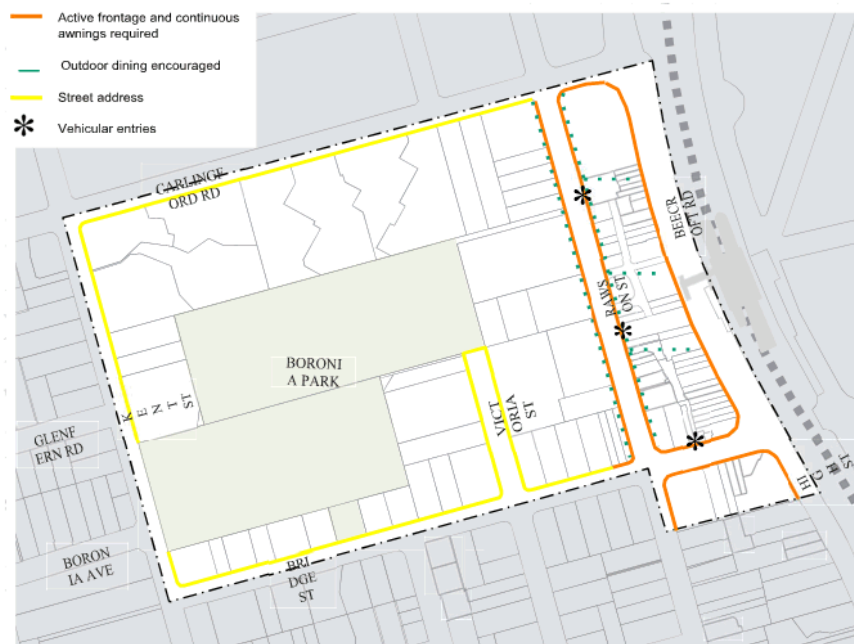 Active frontage and continuous
awnings required
Outdoor dining encouraged
Street address
Vehicular entries
CARLINGF
ORD RD
BEECR
OFT RD
RAWS
ON ST.
BORONI
A PARK
KENT
ST
VICT
ORIA
ST
GLENF
ERN RD
HIGH
ST
BORON
IA AVE
BRI
DGE
ST